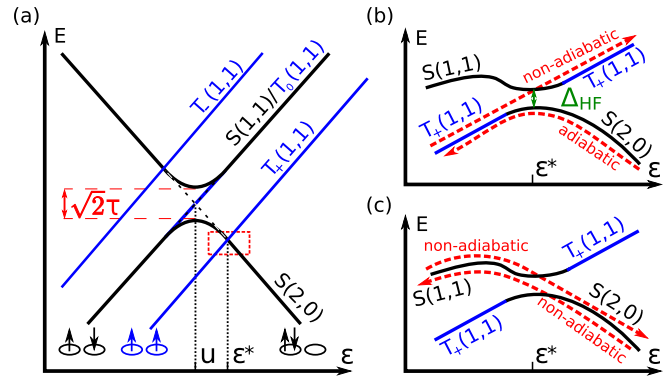 (a)
E
T₋(1,1)
S(1,1)/T₀(1,1)
T₊(1,1)
√2τ
S(2,0)
u
ε*
ε
(b)
E
S(1,1)
non-adiabatic
T₊(1,1)
Δ_HF
T₊(1,1)
adiabatic
S(2,0)
ε*
ε
(c)
E
non-adiabatic
T₊(1,1)
S(1,1)
S(2,0)
non-adiabatic
T₊(1,1)
ε*
ε